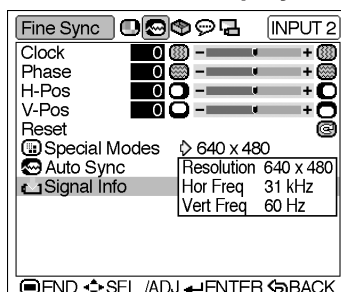 Fine Sync INPUT 2
Clock 0 - +
Phase 0 - +
H-Pos 0 - +
V-Pos 0 - +
Reset
Special Modes 640 x 480
Auto Sync Resolution 640 x 480
Signal Info Hor Freq 31 kHz
Vert Freq 60 Hz
END SEL./ADJ ENTER BACK